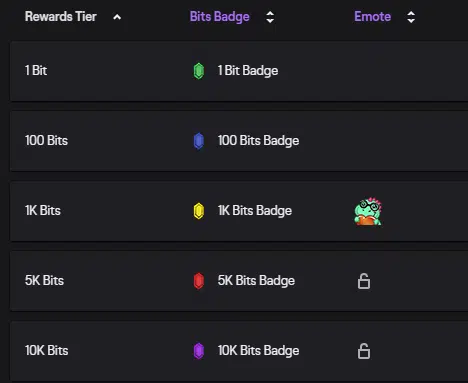 Rewards Tier Bits Badge Emote
1 Bit 1 Bit Badge
100 Bits 100 Bits Badge
1K Bits 1K Bits Badge
5K Bits 5K Bits Badge
10K Bits 10K Bits Badge